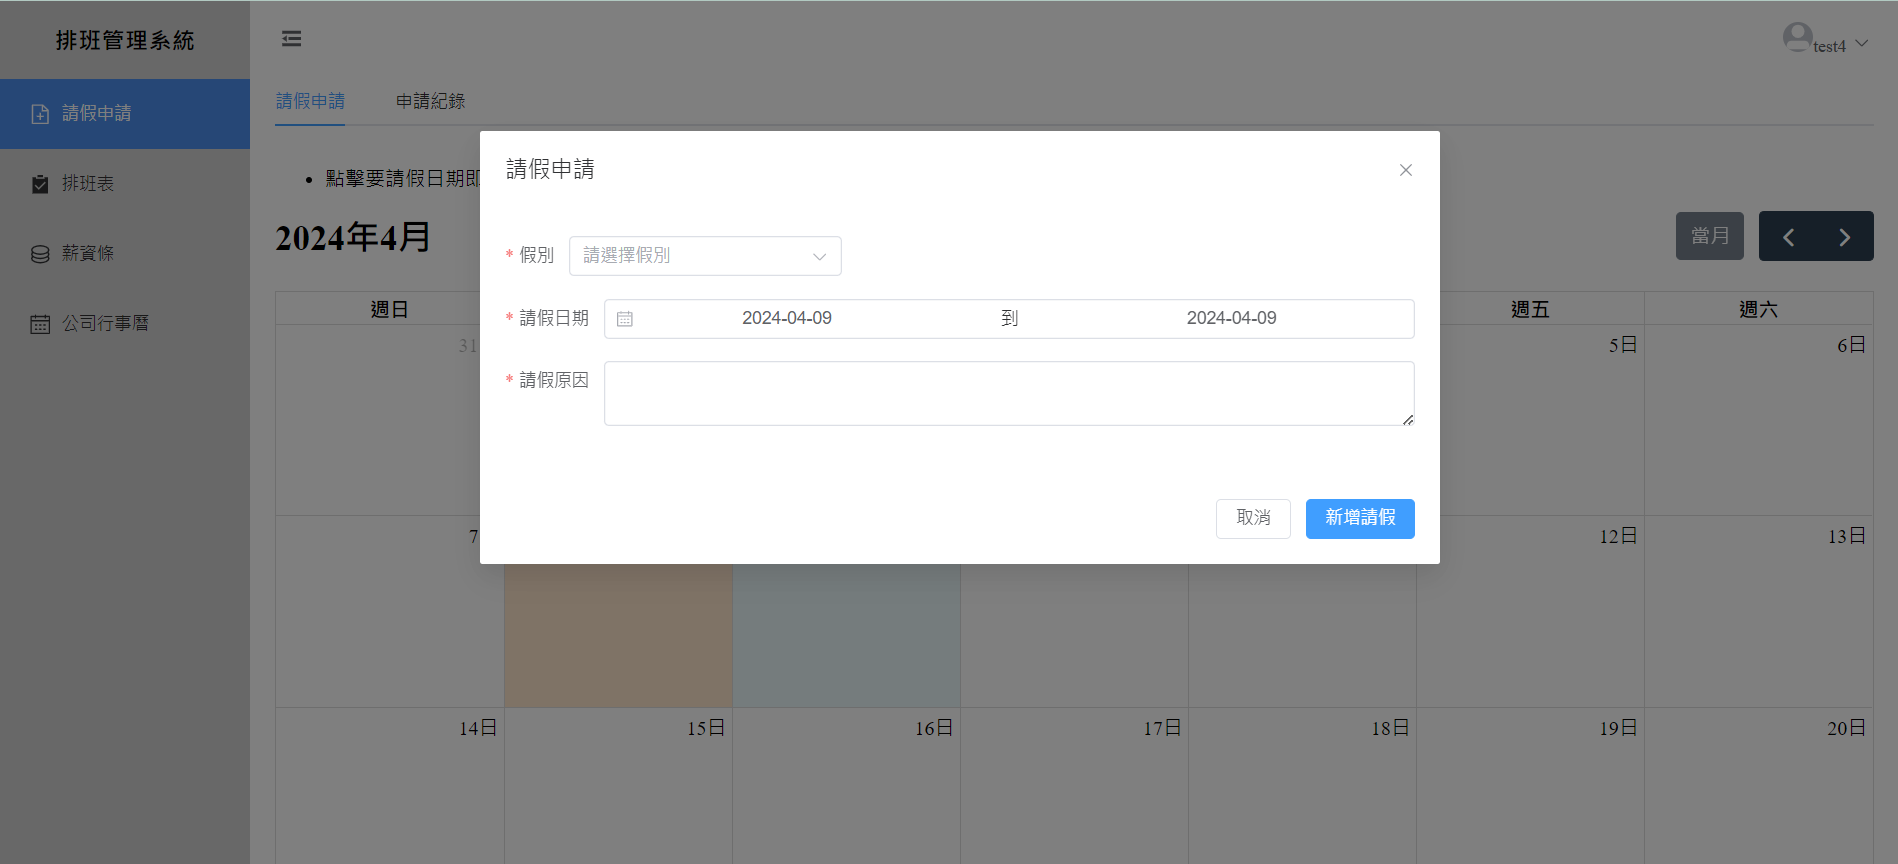 排班管理系統
test4
請假申請
排班表
薪資條
公司行事曆
請假申請 申請紀錄
點擊要請假日期即
2024年4月
當月
請假申請
* 假別 請選擇假別
* 請假日期 2024-04-09 到 2024-04-09
* 請假原因
取消 新增請假
週日 週五 週六
31 5日 6日
7 12日 13日
14日 15日 16日 17日 18日 19日 20日